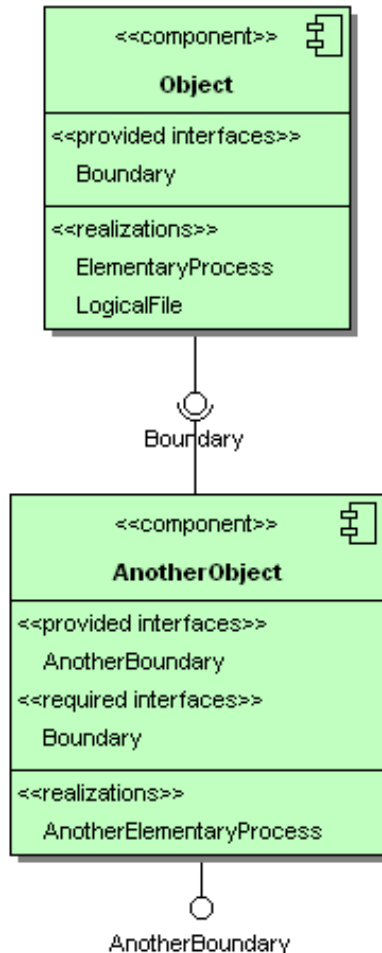 <<component>>
Object
<<provided interfaces>>
Boundary
<<realizations>>
ElementaryProcess
LogicalFile
Boundary
<<component>>
AnotherObject
<<provided interfaces>>
AnotherBoundary
<<required interfaces>>
Boundary
<<realizations>>
AnotherElementaryProcess
AnotherBoundary